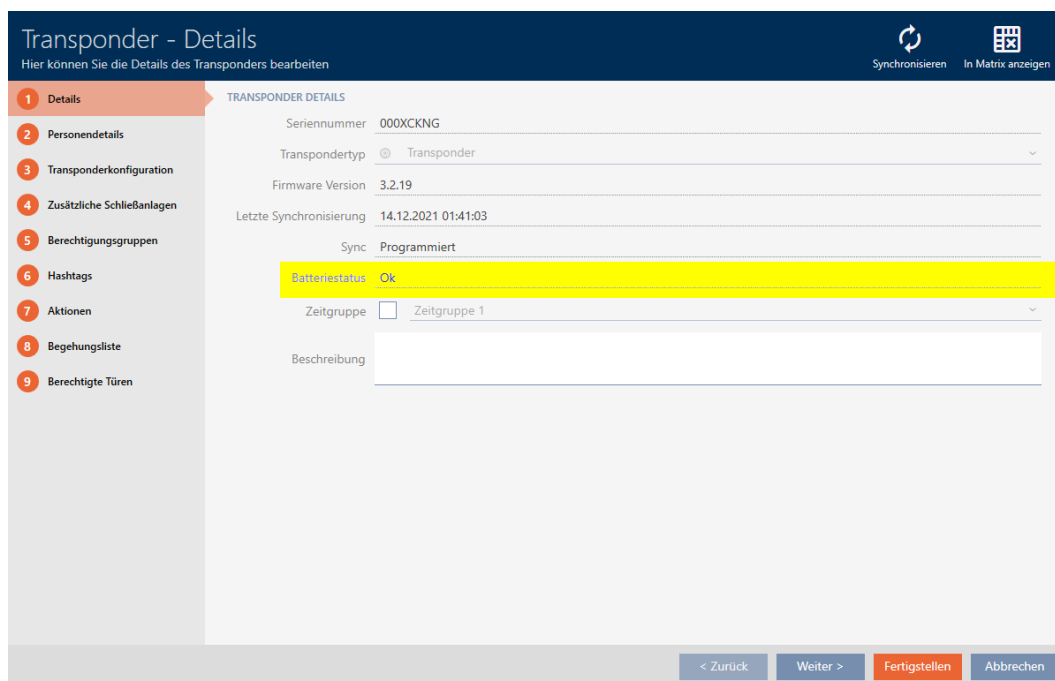 Transponder - Details
Hier können Sie die Details des Transponders bearbeiten
Synchronisieren
In Matrix anzeigen
1 Details
2 Personendetails
3 Transponderkonfiguration
4 Zusätzliche Schließanlagen
5 Berechtigungsgruppen
6 Hashtags
7 Aktionen
8 Begehungsliste
9 Berechtigte Türen
TRANSPONDER DETAILS
Seriennummer 000XCKNG
Transpondertyp Transponder
Firmware Version 3.2.19
Letzte Synchronisierung 14.12.2021 01:41:03
Sync Programmiert
Batteriestatus Ok
Zeitgruppe Zeitgruppe 1
Beschreibung
< Zurück
Weiter >
Fertigstellen
Abbrechen